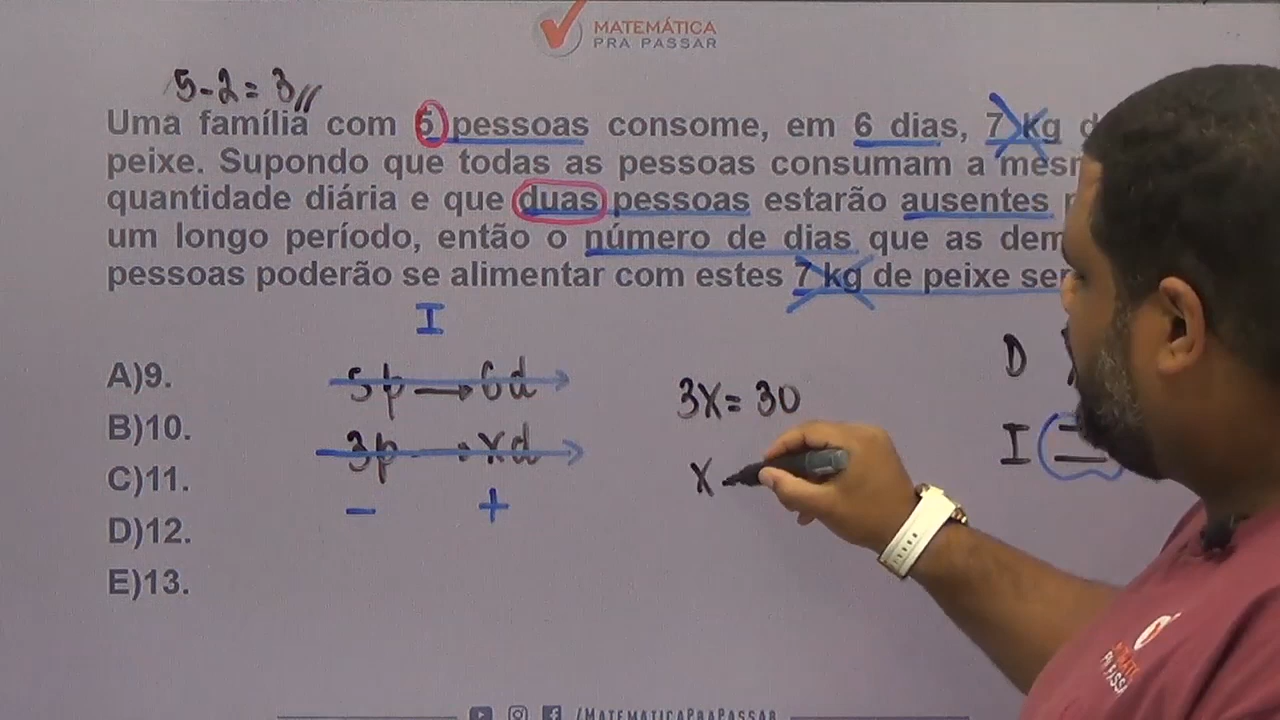 MATEMÁTICA
PRA PASSAR
5-2=3//
Uma família com 5 pessoas consome, em 6 dias, 7 Kg
peixe. Supondo que todas as pessoas consumam a
quantidade diária e que duas pessoas estarão ausentes
um longo período, então o número de dias que as
pessoas poderão se alimentar com estes 7 kg de peixe
I
A)9.
B)10.
C)11.
D)12.
E)13.
5p → 6d
3p → xd
- +
3X = 30
X
D
I =
/MATEMATICAPRAPASSAR